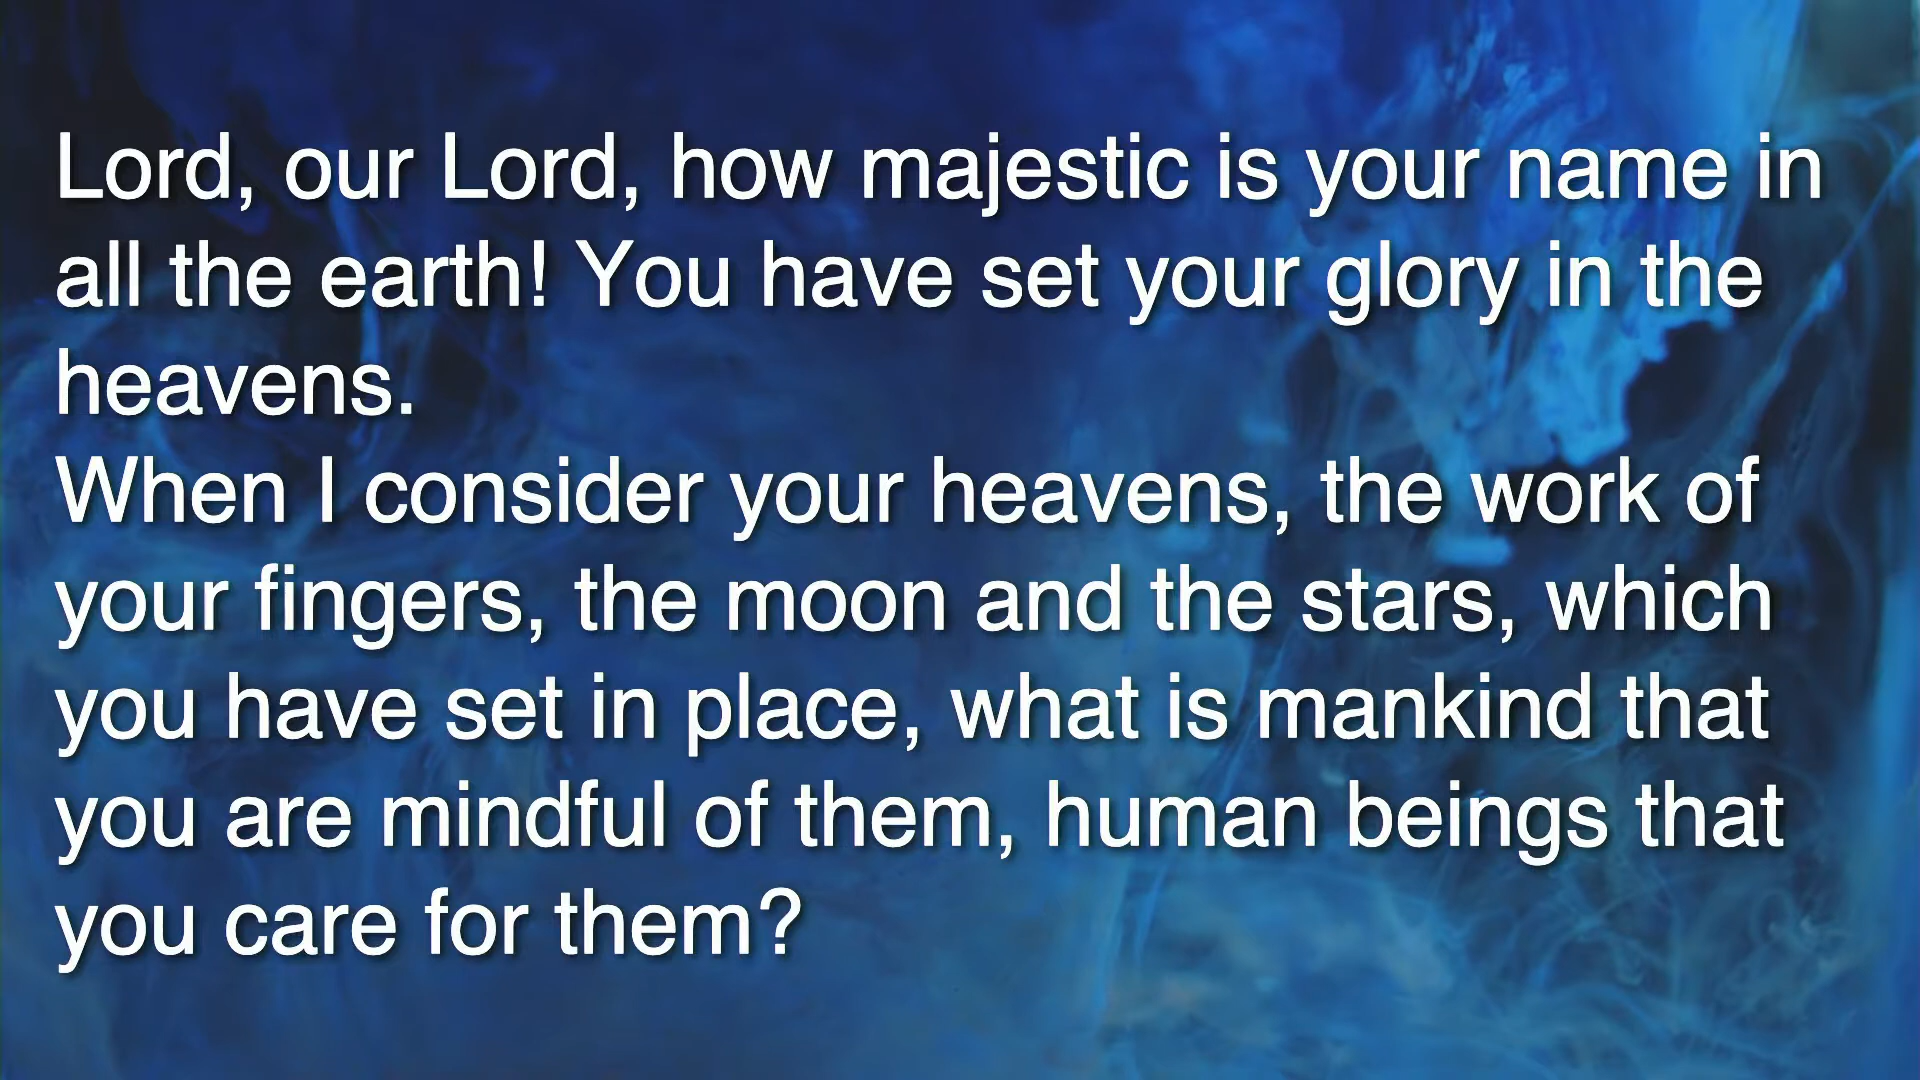 Lord, our Lord, how majestic is your name in
all the earth! You have set your glory in the
heavens.
When I consider your heavens, the work of
your fingers, the moon and the stars, which
you have set in place, what is mankind that
you are mindful of them, human beings that
you care for them?